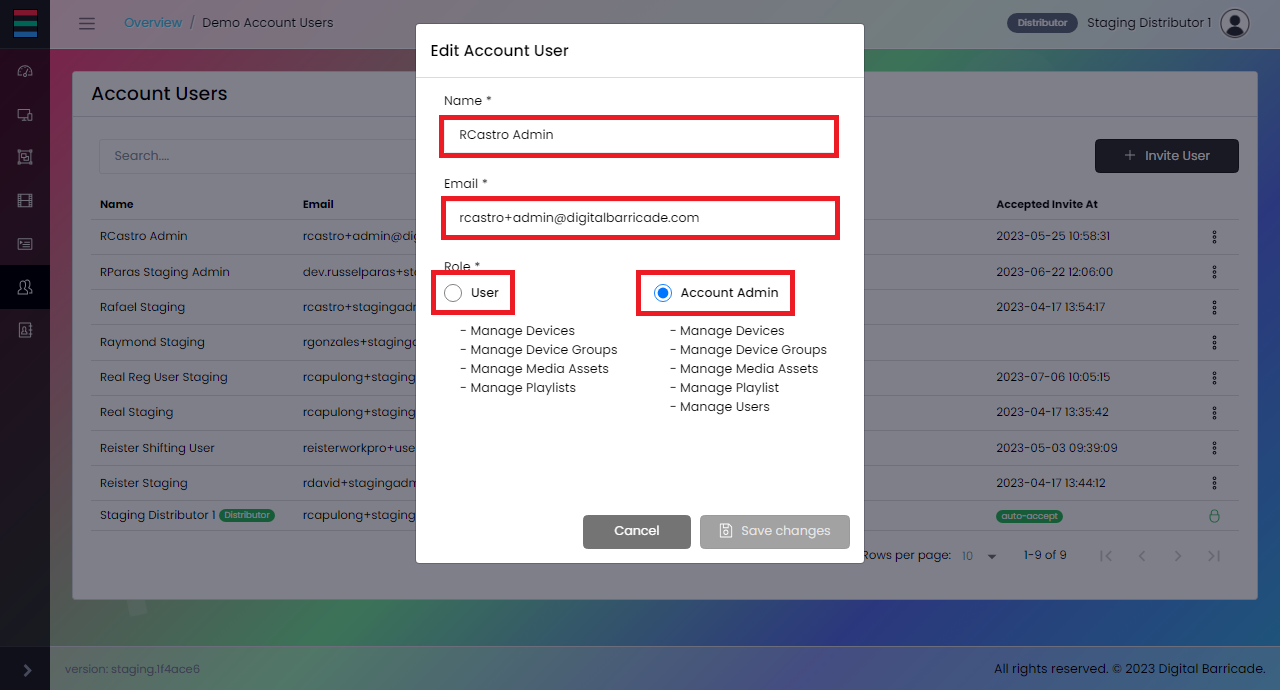 Overview / Demo Account Users
Distributor Staging Distributor 1
Edit Account User
Account Users
Name *
RCastro Admin
Search....
+ Invite User
Email *
rcastro+admin@digitalbarricade.com
Name Email Accepted Invite At
RCastro Admin rcastro+admin@dig 2023-05-25 10:58:31
RParas Staging Admin dev.russelparas+st 2023-06-22 12:06:00
Rafael Staging rcastro+stagingadm 2023-04-17 13:54:17
Raymond Staging rgonzales+staging
Real Reg User Staging rcapulong+staging 2023-07-06 10:05:15
Real Staging rcapulong+staging 2023-04-17 13:35:42
Reister Shifting User reisterworkpro+use 2023-05-03 09:39:09
Reister Staging rdavid+stagingadm 2023-04-17 13:44:12
Staging Distributor 1 Distributor rcapulong+staging auto-accept
Role *
User
- Manage Devices
- Manage Device Groups
- Manage Media Assets
- Manage Playlists
Account Admin
- Manage Devices
- Manage Device Groups
- Manage Media Assets
- Manage Playlist
- Manage Users
Cancel Save changes
Rows per page: 10 1-9 of 9
version: staging.1f4ace6
All rights reserved. © 2023 Digital Barricade.